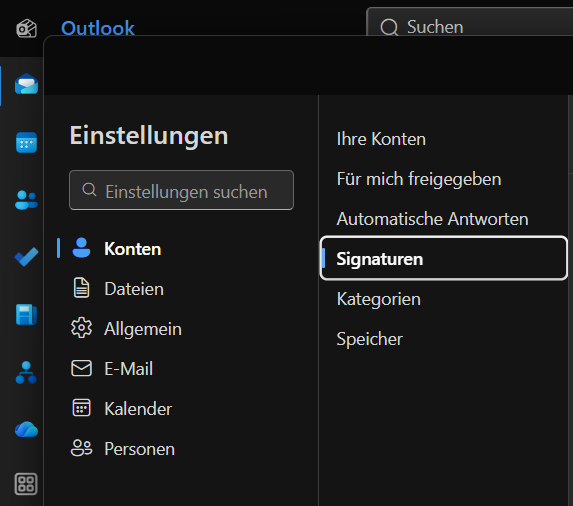 Outlook
Suchen
Einstellungen
Einstellungen suchen
Konten
Dateien
Allgemein
E-Mail
Kalender
Personen
Ihre Konten
Für mich freigegeben
Automatische Antworten
Signaturen
Kategorien
Speicher